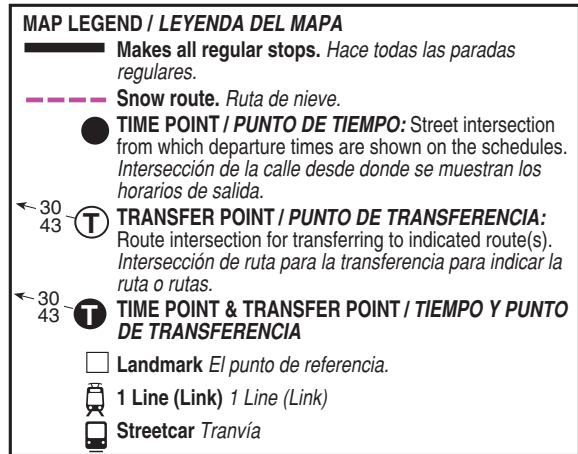 MAP LEGEND / LEYENDA DEL MAPA
Makes all regular stops. Hace todas las paradas
regulares.
Snow route. Ruta de nieve.
TIME POINT / PUNTO DE TIEMPO: Street intersection
from which departure times are shown on the schedules.
Intersección de la calle desde donde se muestran los
horarios de salida.
30
43 T TRANSFER POINT / PUNTO DE TRANSFERENCIA:
Route intersection for transferring to indicated route(s).
Intersección de ruta para la transferencia para indicar la
ruta o rutas.
30
43 T TIME POINT & TRANSFER POINT / TIEMPO Y PUNTO
DE TRANSFERENCIA
Landmark El punto de referencia.
1 Line (Link) 1 Line (Link)
Streetcar Tranvía